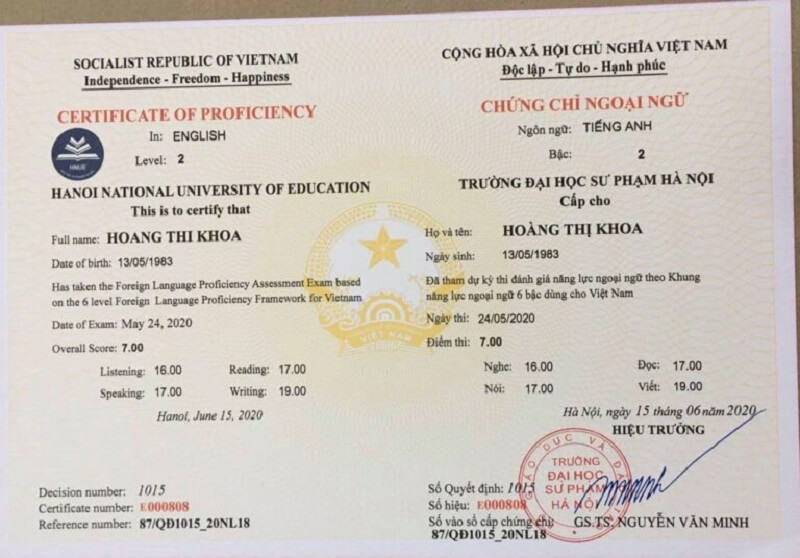 SOCIALIST REPUBLIC OF VIETNAM
Independence - Freedom - Happiness
CERTIFICATE OF PROFICIENCY
In: ENGLISH
Level: 2
HNUE
HANOI NATIONAL UNIVERSITY OF EDUCATION
This is to certify that
Full name: HOANG THI KHOA
Date of birth: 13/05/1983
Has taken the Foreign Language Proficiency Assessment Exam based
on the 6 level Foreign Language Proficiency Framework for Vietnam
Date of Exam: May 24, 2020
Overall Score: 7.00
Listening: 16.00 Reading: 17.00
Speaking: 17.00 Writing: 19.00
Hanoi, June 15, 2020
Decision number: 1015
Certificate number: E000808
Reference number: 87/QĐ1015_20NL18
CỘNG HÒA XÃ HỘI CHỦ NGHĨA VIỆT NAM
Độc lập - Tự do - Hạnh phúc
CHỨNG CHỈ NGOẠI NGỮ
Ngôn ngữ: TIẾNG ANH
Bậc: 2
TRƯỜNG ĐẠI HỌC SƯ PHẠM HÀ NỘI
Cấp cho
Họ và tên: HOÀNG THỊ KHOA
Ngày sinh: 13/05/1983
Đã tham dự kỳ thi đánh giá năng lực ngoại ngữ theo Khung
năng lực ngoại ngữ 6 bậc dùng cho Việt Nam
Ngày thi: 24/05/2020
Điểm thi: 7.00
Nghe: 16.00 Đọc: 17.00
Nói: 17.00 Viết: 19.00
Hà Nội, ngày 15 tháng 06 năm 2020
HIỆU TRƯỞNG
TRƯỜNG
ĐẠI HỌC
SƯ PHẠM
HÀ NỘI
GIÁO DỤC VÀ
Số Quyết định: 1015
Số hiệu: E000808
Số vào sổ cấp chứng chỉ: GS.TS. NGUYỄN VĂN MINH
87/QĐ1015_20NL18
VIỆT NAM